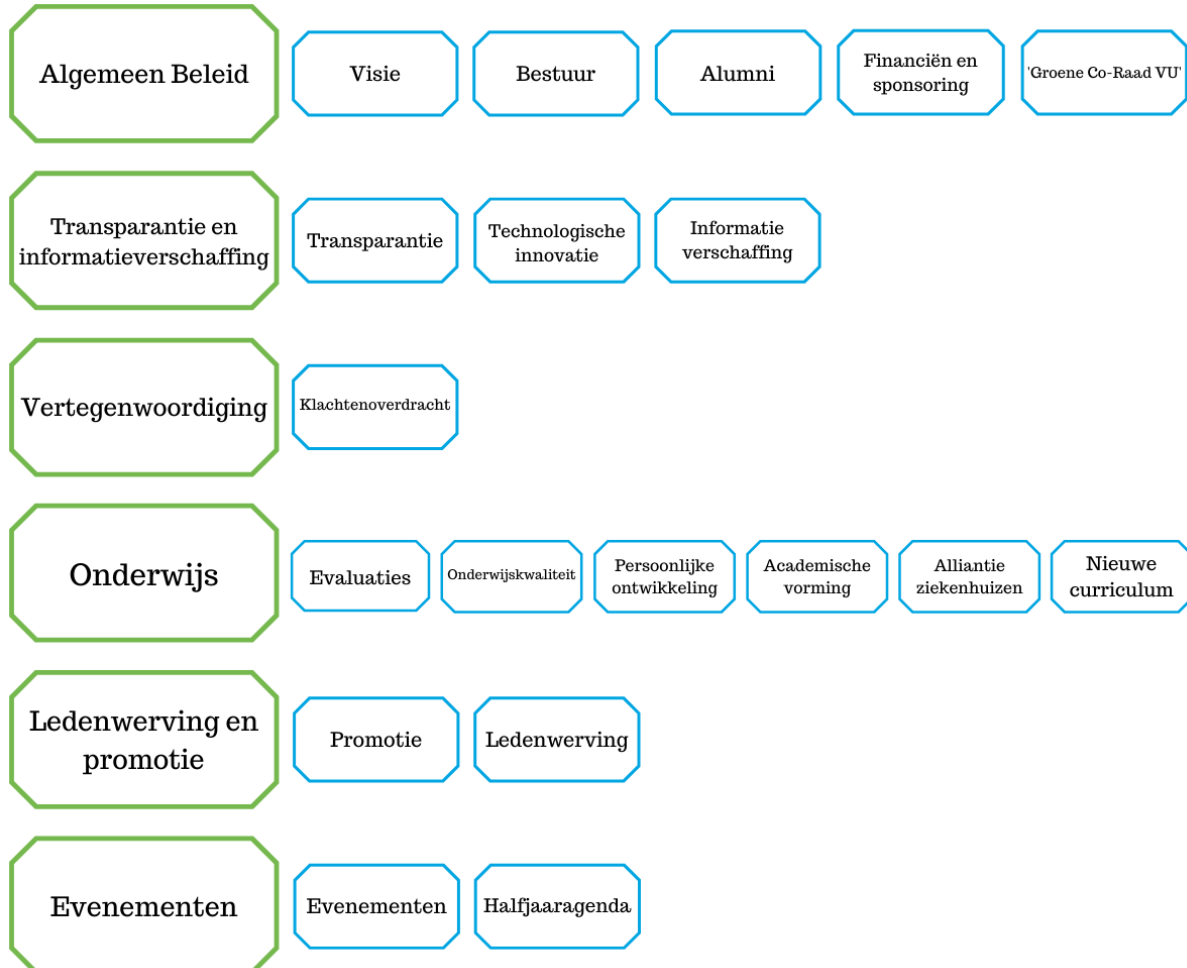 Algemeen Beleid
Visie
Bestuur
Alumni
Financiën en
sponsoring
'Groene Co-Raad VU'
Transparantie en
informatieverschaffing
Transparantie
Technologische
innovatie
Informatie
verschaffing
Vertegenwoordiging
Klachtenoverdracht
Onderwijs
Evaluaties
Onderwijskwaliteit
Persoonlijke
ontwikkeling
Academische
vorming
Alliantie
ziekenhuizen
Nieuwe
curriculum
Ledenwerving en
promotie
Promotie
Ledenwerving
Evenementen
Evenementen
Halfjaaragenda